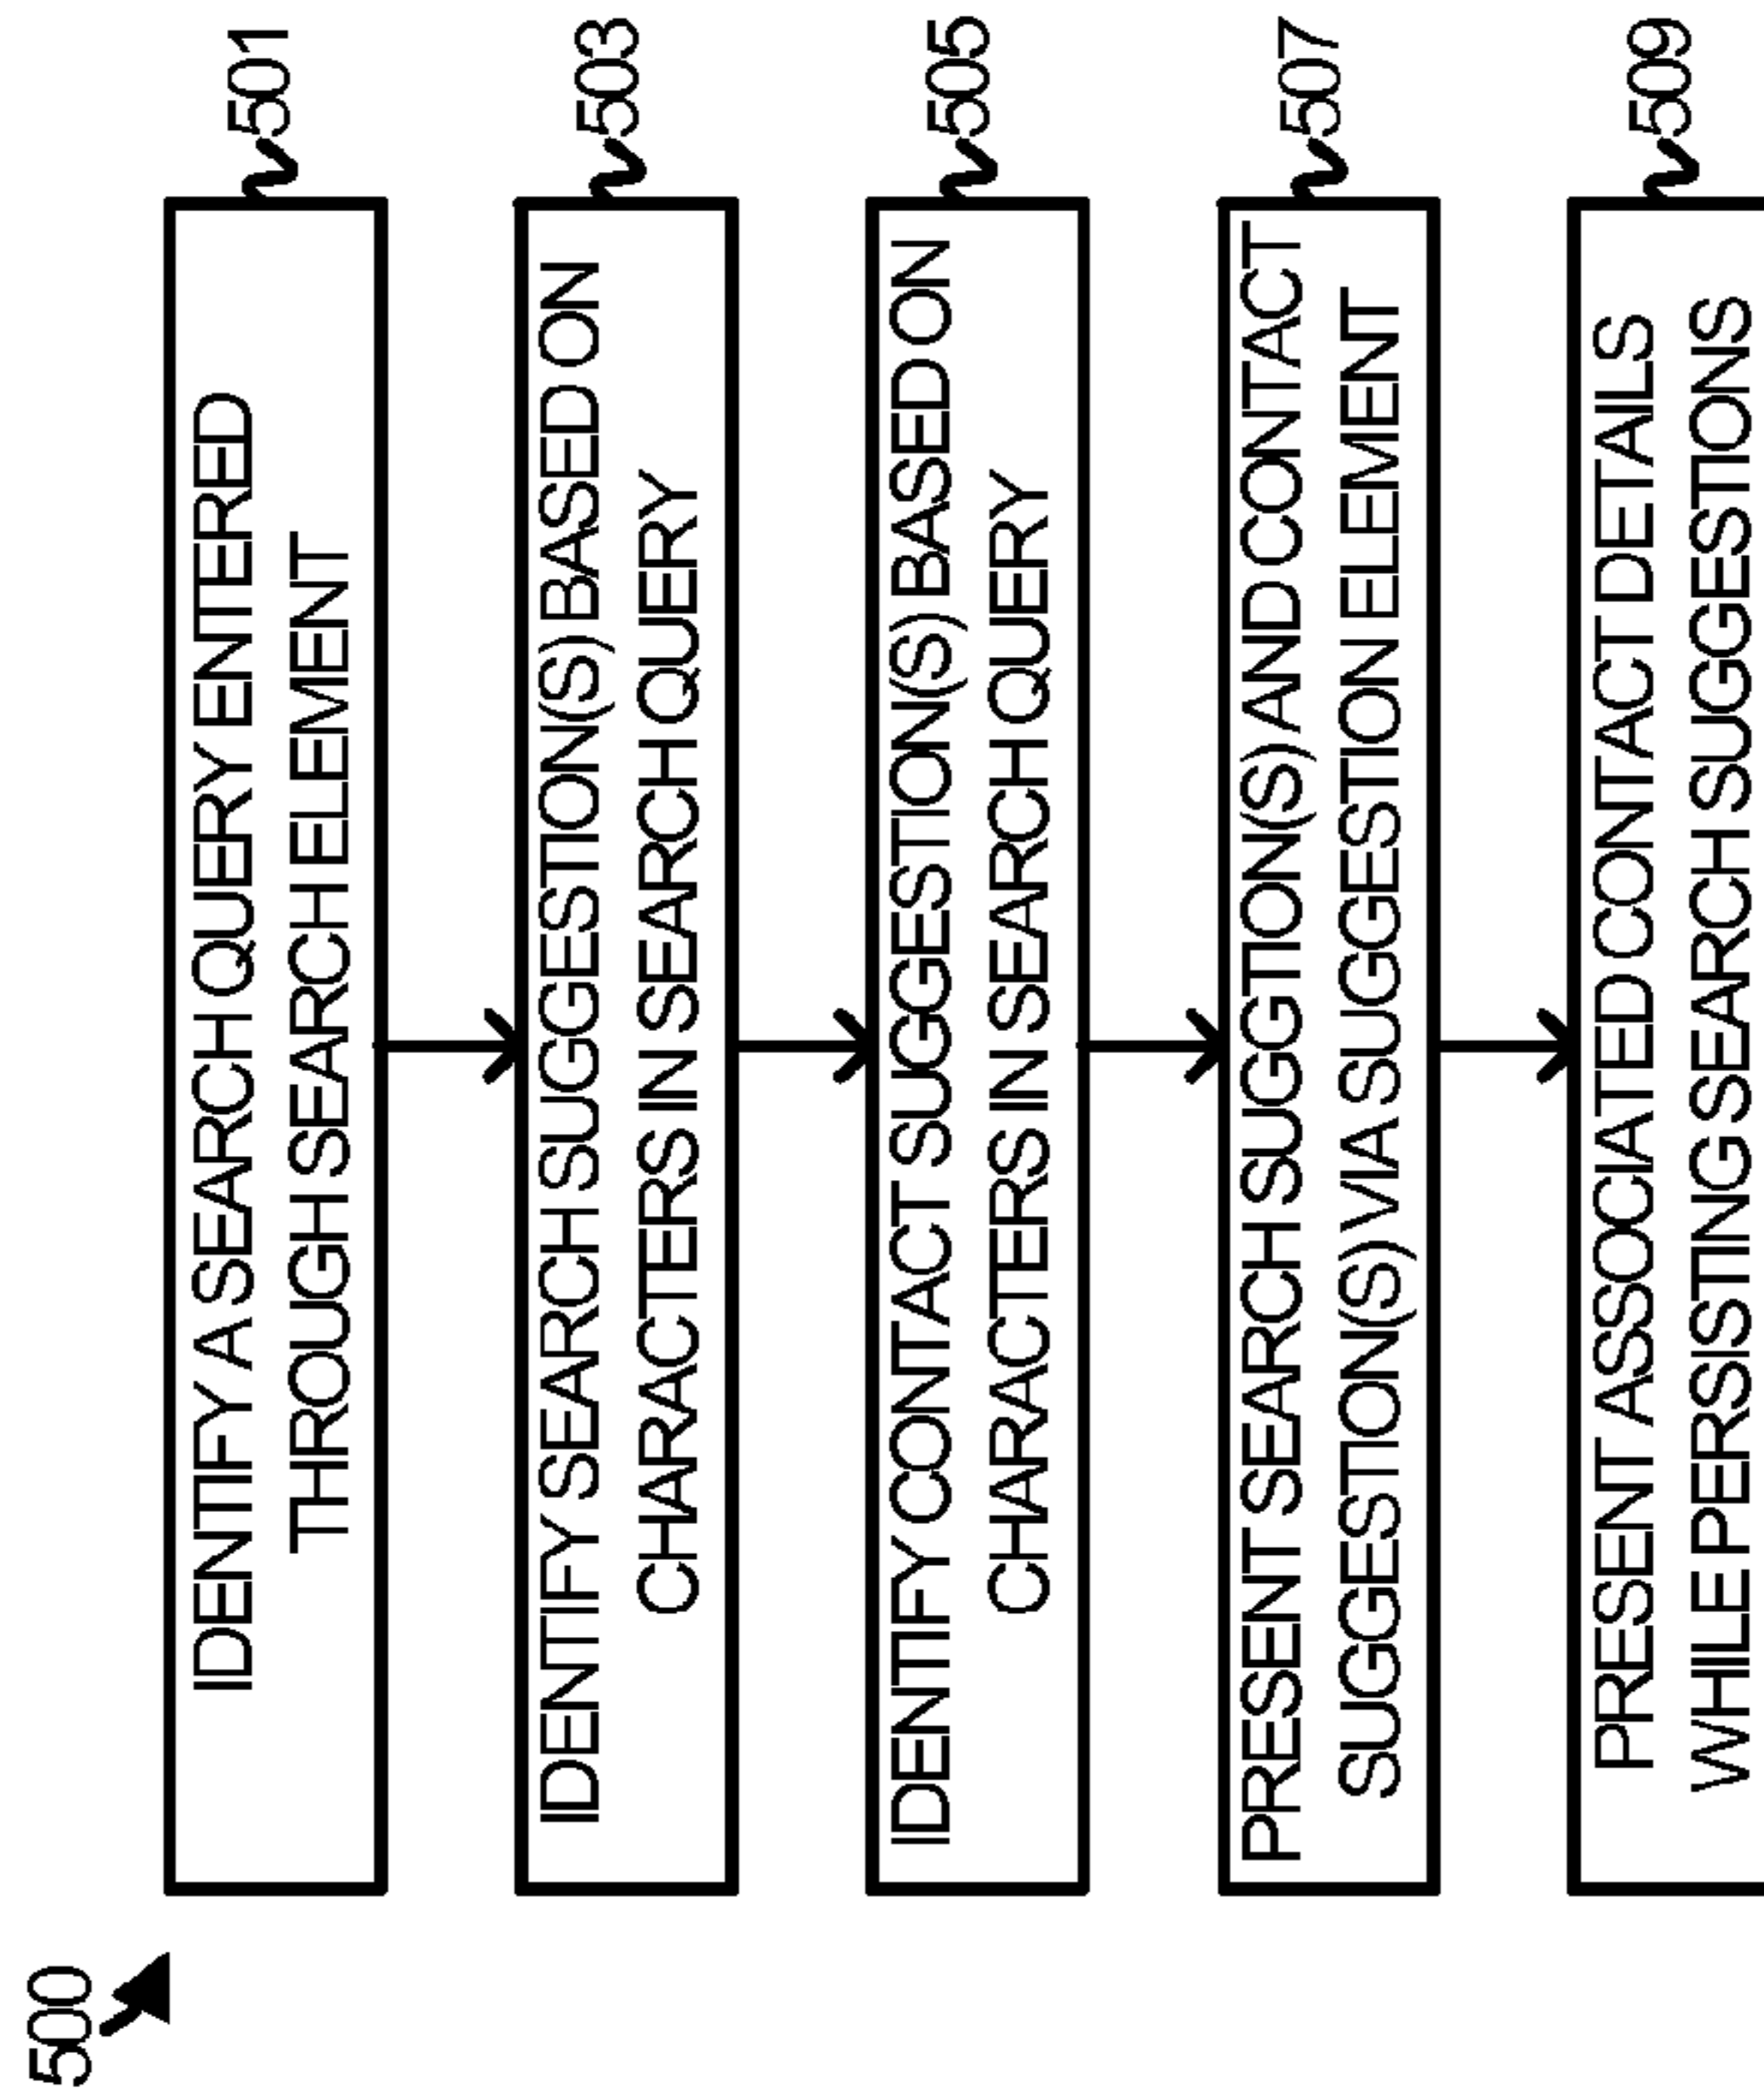 500
IDENTIFY A SEARCH QUERY ENTERED
THROUGH SEARCH ELEMENT
501
IDENTIFY SEARCH SUGGESTION(S) BASED ON
CHARACTERS IN SEARCH QUERY
503
IDENTIFY CONTACT SUGGESTION(S) BASED ON
CHARACTERS IN SEARCH QUERY
505
PRESENT SEARCH SUGGTION(S) AND CONTACT
SUGGESTION(S) VIA SUGGESTION ELEMENT
507
PRESENT ASSOCIATED CONTACT DETAILS
WHILE PERSISTING SEARCH SUGGESTIONS
509